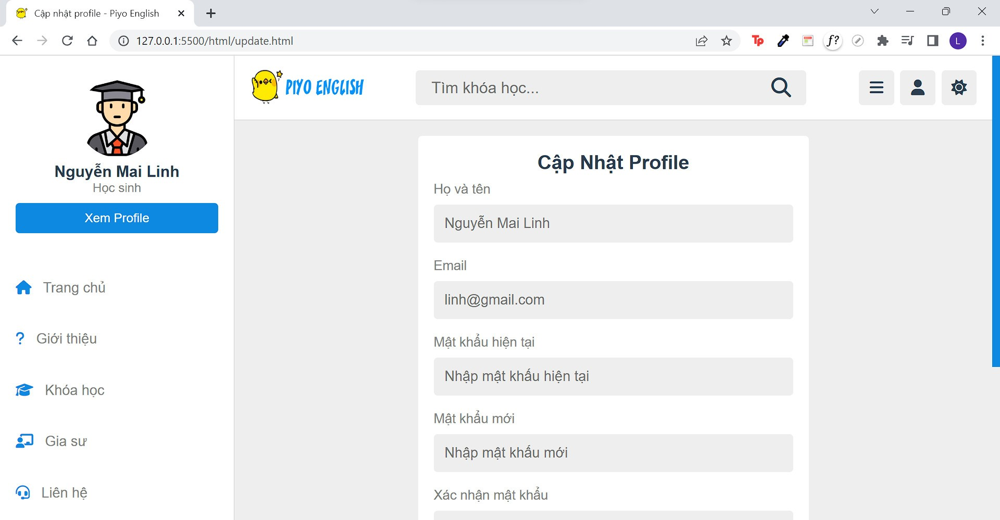 Cập nhật profile - Piyo English
127.0.0.1:5500/html/update.html
Tp
f?
L
Nguyễn Mai Linh
Học sinh
Xem Profile
Trang chủ
Giới thiệu
Khóa học
Gia sư
Liên hệ
PIYO ENGLISH
Tìm khóa học...
Cập Nhật Profile
Họ và tên
Nguyễn Mai Linh
Email
linh@gmail.com
Mật khẩu hiện tại
Nhập mật khấu hiện tại
Mật khẩu mới
Nhập mật khấu mới
Xác nhận mật khẩu